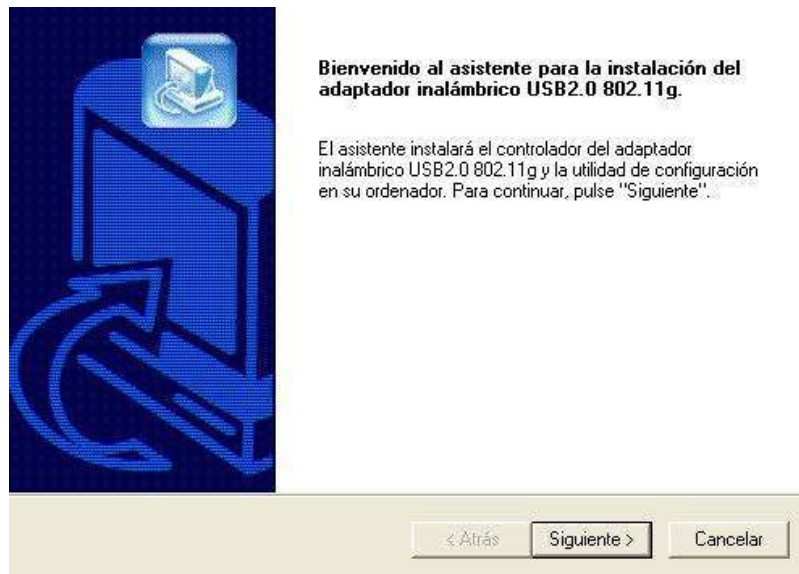 Bienvenido al asistente para la instalación del
adaptador inalámbrico USB2.0 802.11g.
El asistente instalará el controlador del adaptador
inalámbrico USB2.0 802.11g y la utilidad de configuración
en su ordenador. Para continuar, pulse "Siguiente".
< Atrás Siguiente > Cancelar